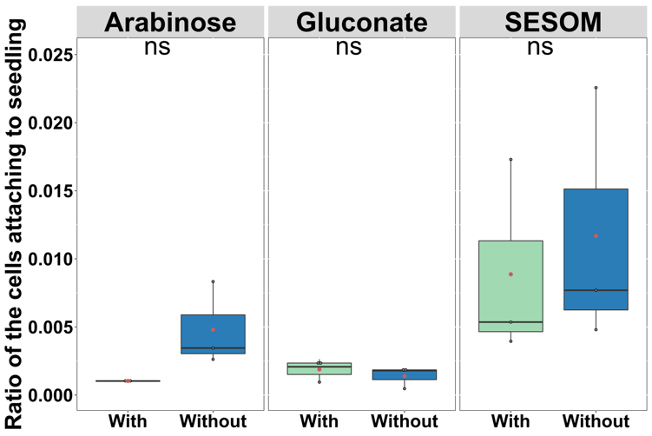 Arabinose Gluconate SESOM
ns ns ns
Ratio of the cells attaching to seedling
0.025
0.020
0.015
0.010
0.005
0.000
With Without With Without With Without